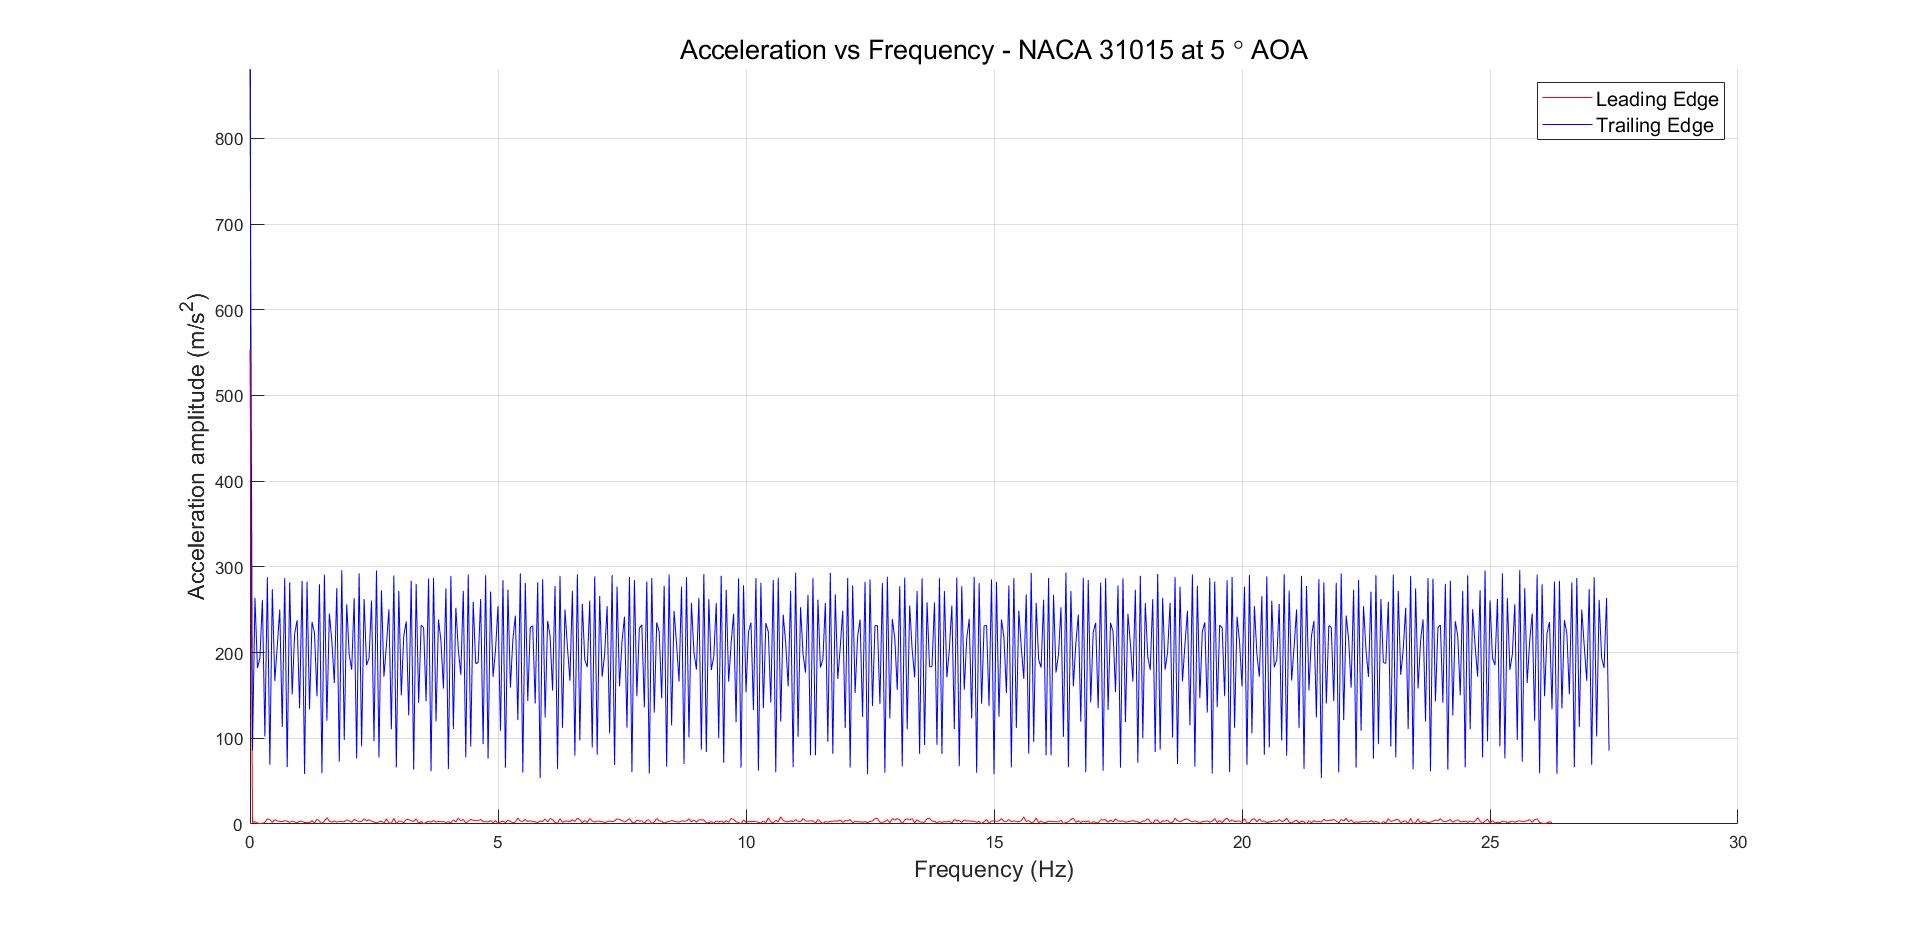 Acceleration vs Frequency - NACA 31015 at 5 ° AOA
Leading Edge
Trailing Edge
Acceleration amplitude (m/s²)
800
700
600
500
400
300
200
100
0
0 5 10 15 20 25 30
Frequency (Hz)